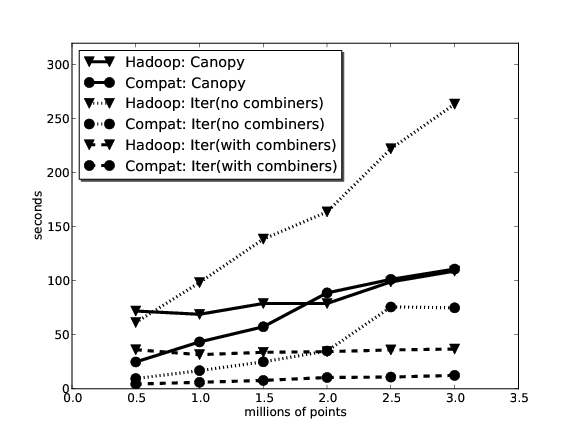 300
250
200
150
100
50
0
seconds
Hadoop: Canopy
Compat: Canopy
Hadoop: Iter(no combiners)
Compat: Iter(no combiners)
Hadoop: Iter(with combiners)
Compat: Iter(with combiners)
0.0 0.5 1.0 1.5 2.0 2.5 3.0 3.5
millions of points